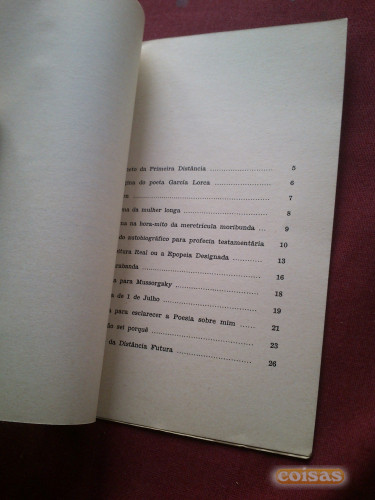 da Primeira Distância 5
do poeta García Lorca 6
7
da mulher longa 8
na hora-mito da meretrícula moribunda 9
autobiográfico para profecia testamentária 10
Real ou a Epopeia Designada 13
16
para Mussorgsky 18
de 1 de Julho 19
para esclarecer a Poesia sobre mim 21
sei porquê 23
da Distância Futura 26
coisas